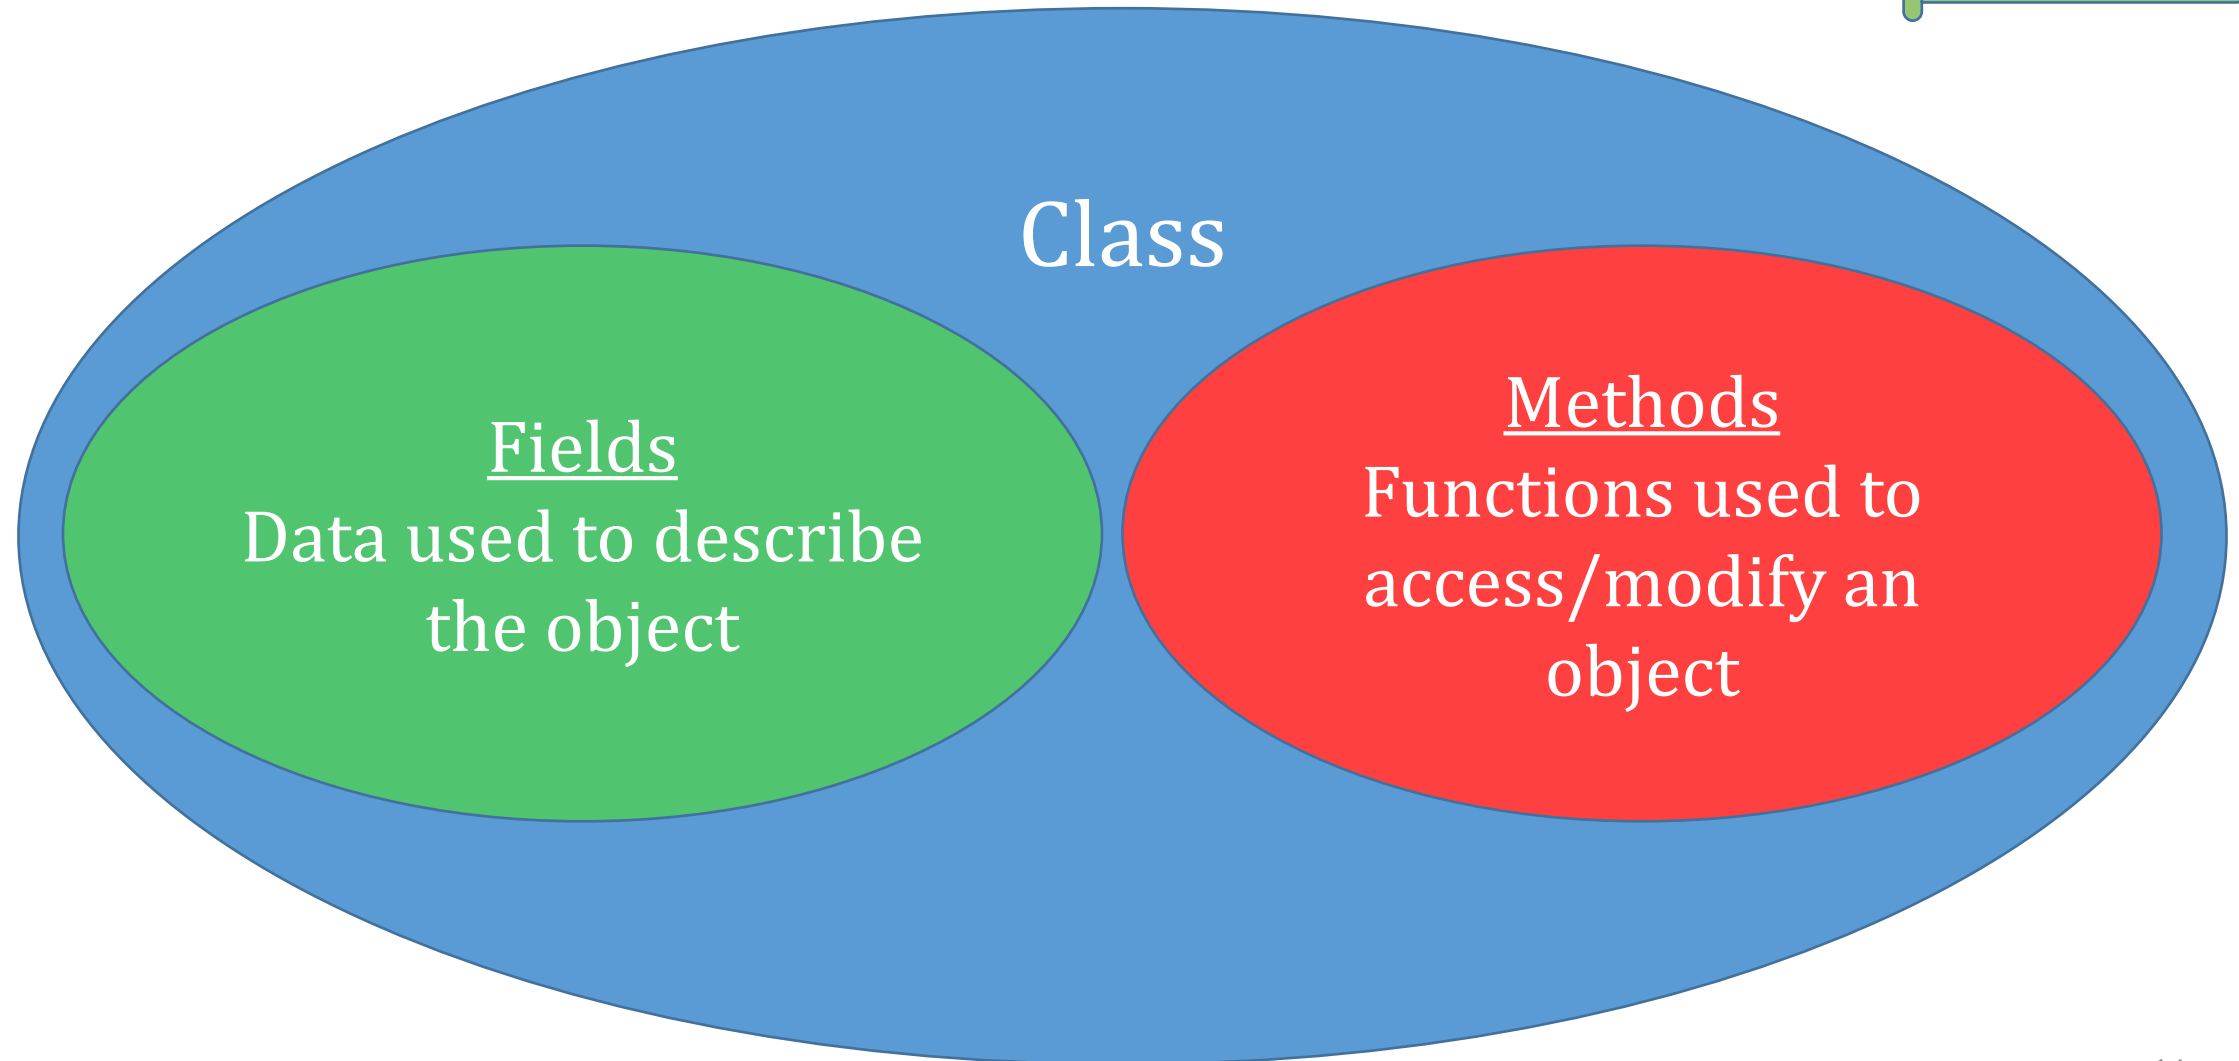 Class
Fields
Data used to describe
the object
Methods
Functions used to
access/modify an
object